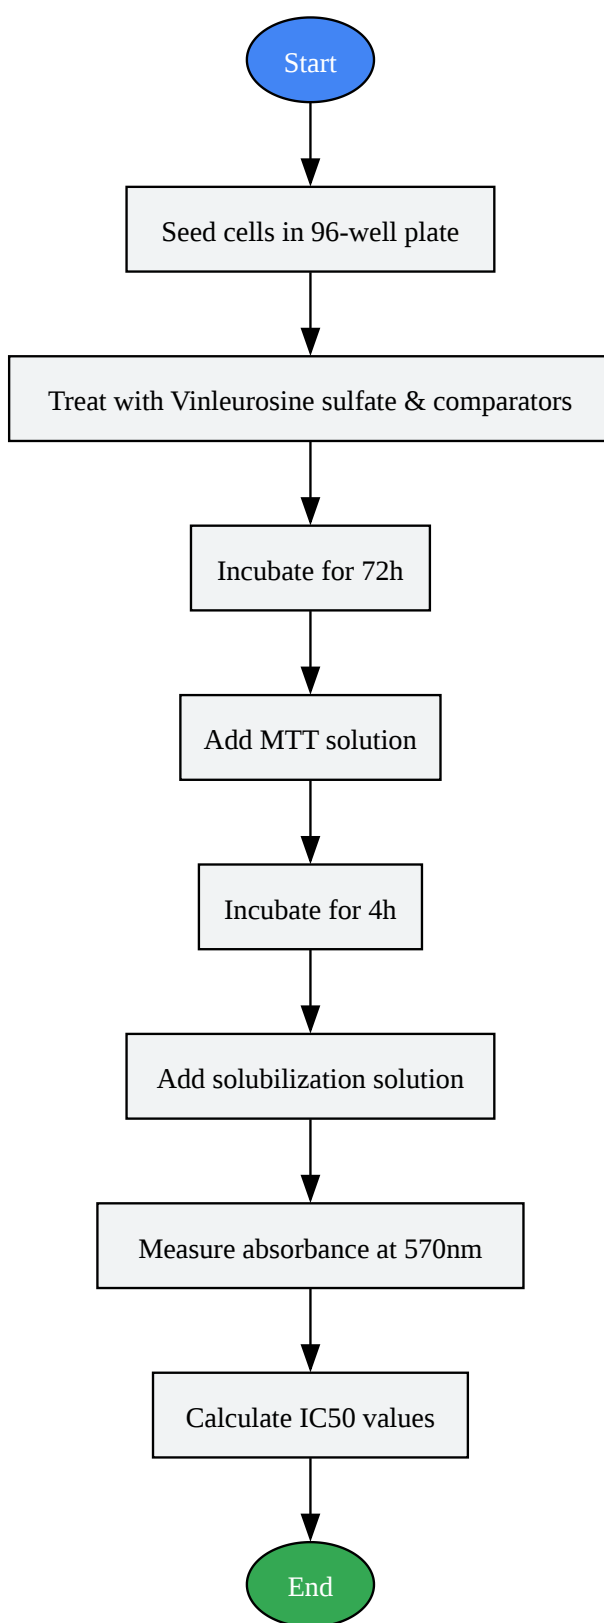 Start
Seed cells in 96-well plate
Treat with Vinleurosine sulfate & comparators
Incubate for 72h
Add MTT solution
Incubate for 4h
Add solubilization solution
Measure absorbance at 570nm
Calculate IC50 values
End